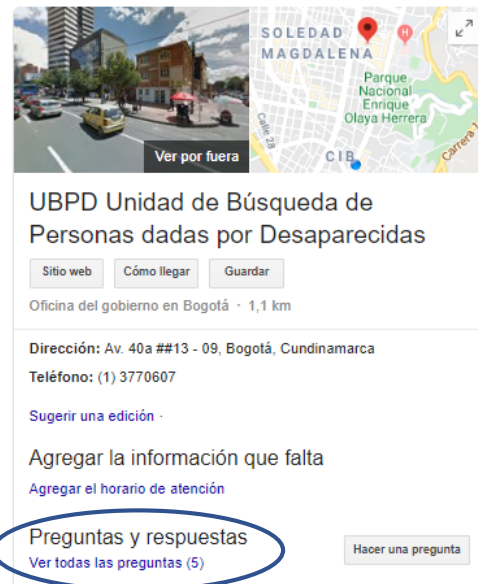 SOLEDAD
MAGDALENA
H
Parque
Nacional
Enrique
Olaya Herrera
Calle 28
CIB
Carrera 1
Ver por fuera
UBPD Unidad de Búsqueda de
Personas dadas por Desaparecidas
Sitio web Cómo llegar Guardar
Oficina del gobierno en Bogotá · 1,1 km
Dirección: Av. 40a ##13 - 09, Bogotá, Cundinamarca
Teléfono: (1) 3770607
Sugerir una edición ·
Agregar la información que falta
Agregar el horario de atención
Preguntas y respuestas
Ver todas las preguntas (5)
Hacer una pregunta